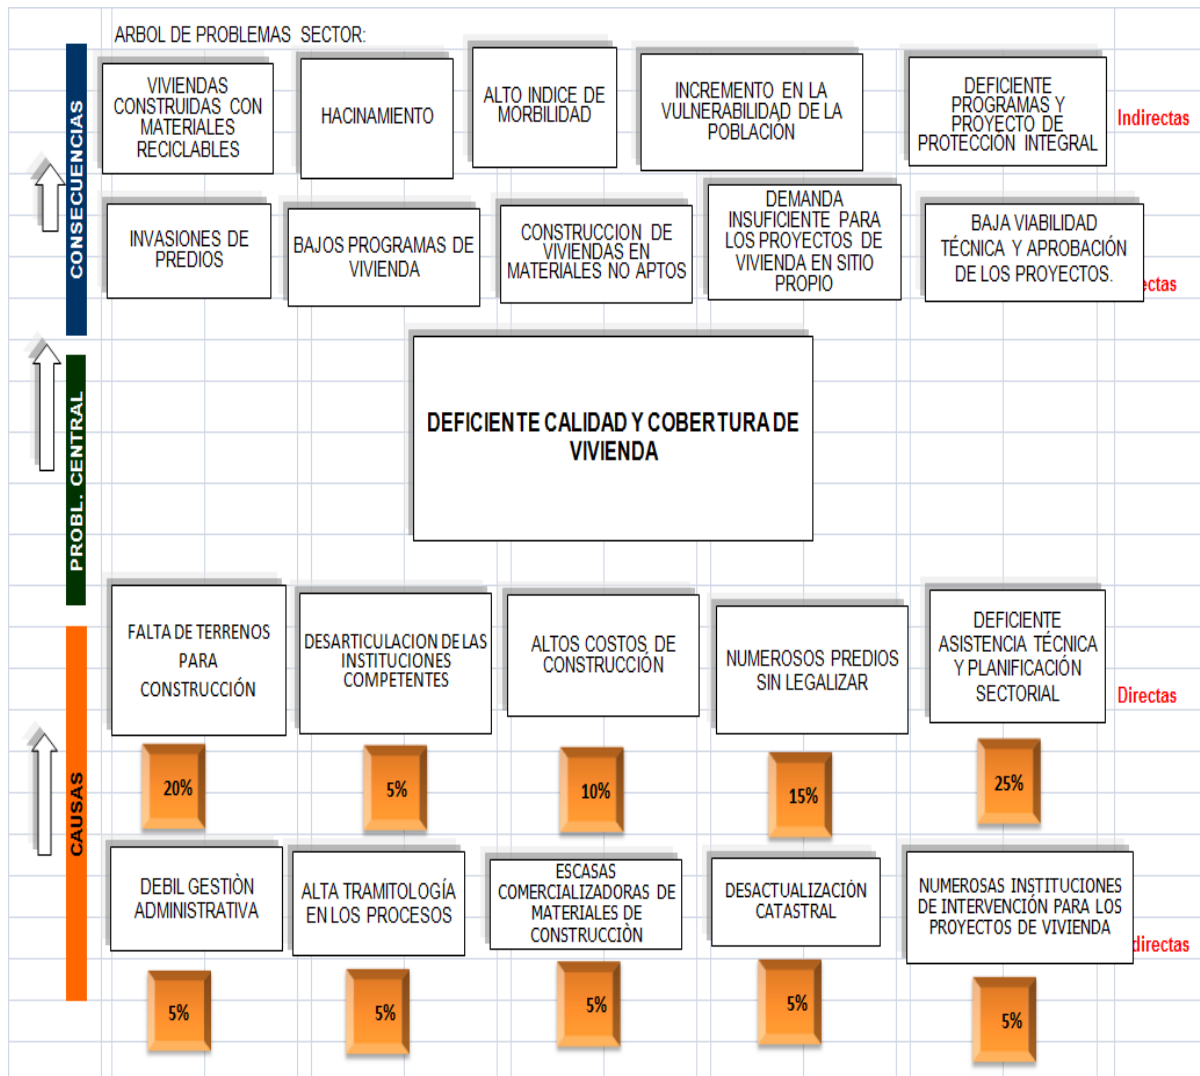 ARBOL DE PROBLEMAS SECTOR:
CONSECUENCIAS
VIVIENDAS
CONSTRUIDAS CON
MATERIALES
RECICLABLES
HACINAMIENTO
ALTO INDICE DE
MORBILIDAD
INCREMENTO EN LA
VULNERABILIDAD DE LA
POBLACIÓN
DEFICIENTE
PROGRAMAS Y
PROYECTO DE
PROTECCIÓN INTEGRAL
Indirectas
INVASIONES DE
PREDIOS
BAJOS PROGRAMAS DE
VIVIENDA
CONSTRUCCION DE
VIVIENDAS EN
MATERIALES NO APTOS
DEMANDA
INSUFICIENTE PARA
LOS PROYECTOS DE
VIVIENDA EN SITIO
PROPIO
BAJA VIABILIDAD
TÉCNICA Y APROBACIÓN
DE LOS PROYECTOS.
ectas
PROBL. CENTRAL
DEFICIENTE CALIDAD Y COBERTURA DE
VIVIENDA
CAUSAS
FALTA DE TERRENOS
PARA
CONSTRUCCIÓN
DESARTICULACION DE LAS
INSTITUCIONES
COMPETENTES
ALTOS COSTOS DE
CONSTRUCCIÓN
NUMEROSOS PREDIOS
SIN LEGALIZAR
DEFICIENTE
ASISTENCIA TÉCNICA
Y PLANIFICACIÓN
SECTORIAL
Directas
20%
5%
10%
15%
25%
DEBIL GESTIÒN
ADMINISTRATIVA
ALTA TRAMITOLOGÍA
EN LOS PROCESOS
ESCASAS
COMERCIALIZADORAS DE
MATERIALES DE
CONSTRUCCIÒN
DESACTUALIZACIÓN
CATASTRAL
NUMEROSAS INSTITUCIONES
DE INTERVENCIÓN PARA LOS
PROYECTOS DE VIVIENDA
directas
5%
5%
5%
5%
5%